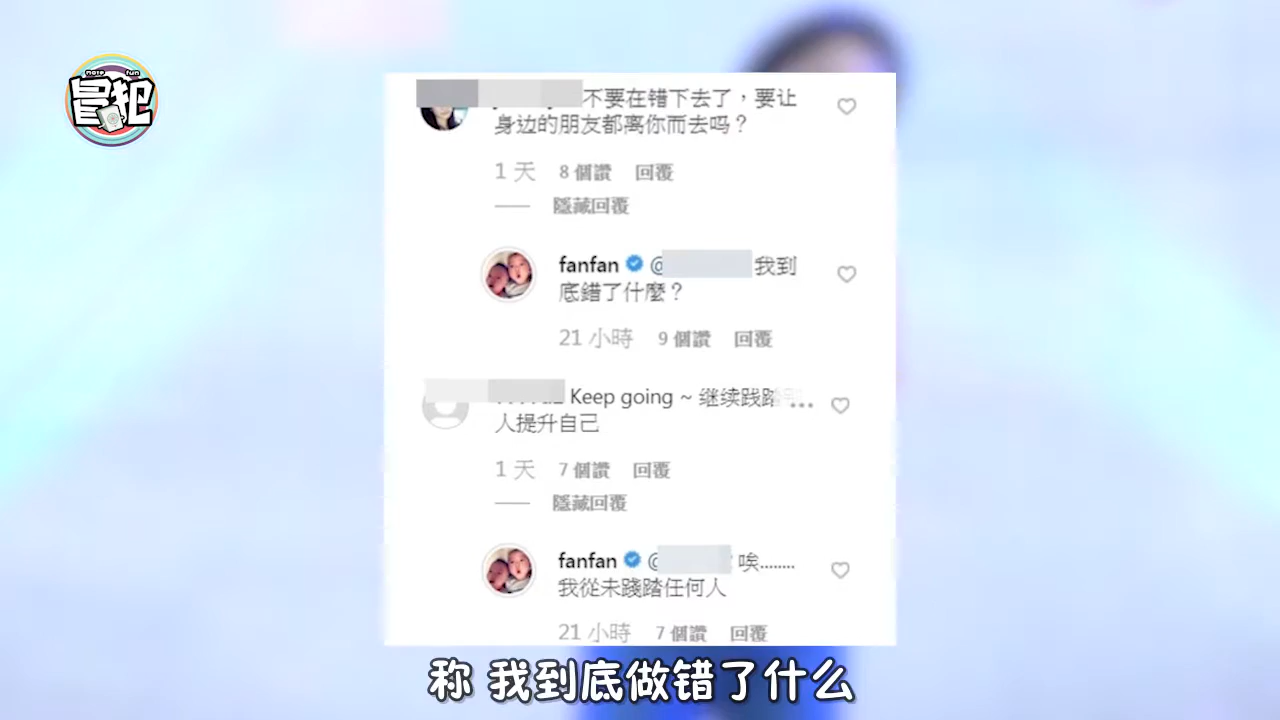 more fun
冒犯
不要在错下去了，要让
身边的朋友都离你而去吗？
1 天 8 個讚 回覆
隱藏回覆
fanfan @ 我到
底錯了什麼？
21 小時 9 個讚 回覆
Keep going ~ 继续践踏 ...
人提升自己
1 天 7 個讚 回覆
隱藏回覆
fanfan @ 唉........
我從未踐踏任何人
21 小時 7 個讚 回覆
称 我到底做错了什么